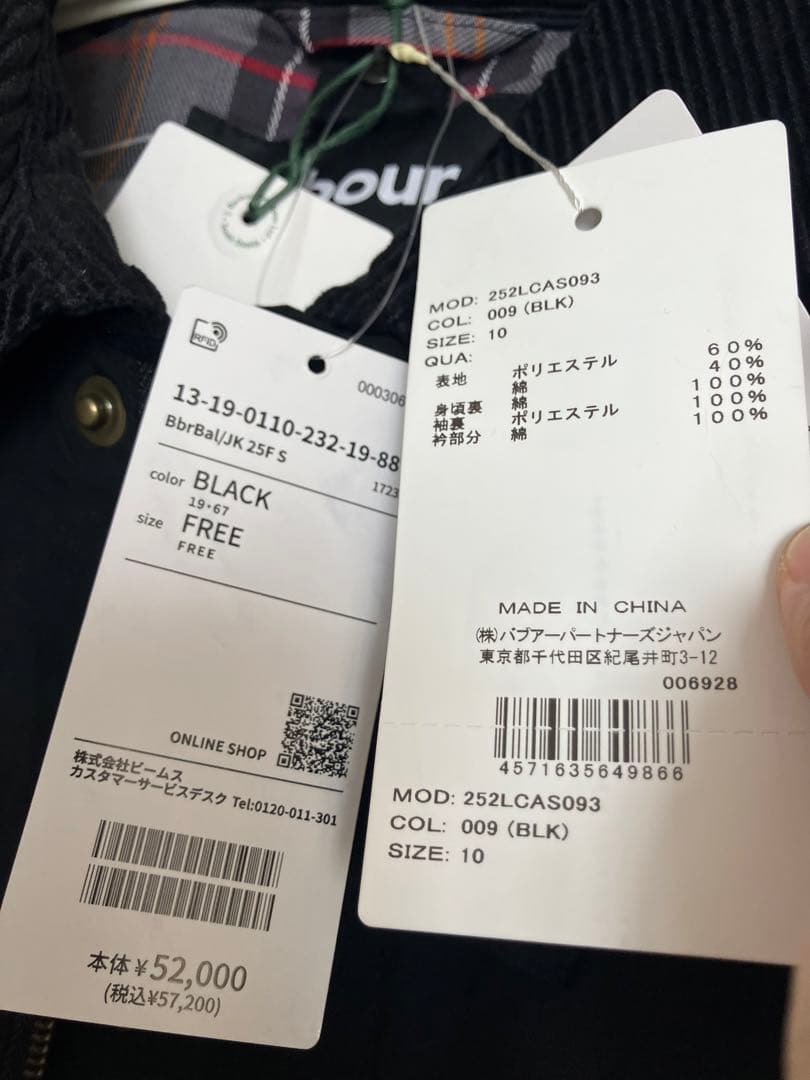 bour
RFID
000306
13-19-0110-232-19-88
BbrBal/JK 25F S
1723
color BLACK
19・67
size FREE
FREE
ONLINE SHOP
株式会社ビームス
カスタマーサービスデスク Tel:0120-011-301
本体 ¥52,000
(税込¥57,200)
MOD: 252LCAS093
COL: 009 (BLK)
SIZE: 10
QUA:
表地 ポリエステル 60%
綿 40%
身頃裏 綿 100%
袖裏 ポリエステル 100%
衿部分 綿 100%
MADE IN CHINA
㈱バブアーパートナーズジャパン
東京都千代田区紀尾井町3-12
006928
4571635649866
MOD: 252LCAS093
COL: 009 (BLK)
SIZE: 10